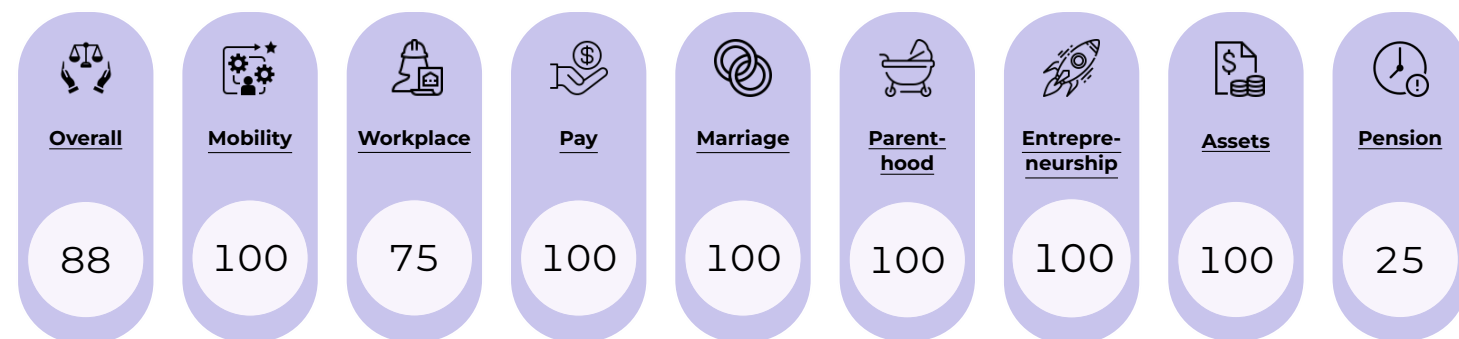 Overall
88
Mobility
100
Workplace
75
$
Pay
100
Marriage
100
Parent-
hood
100
Entrepre-
neurship
100
$
Assets
100
!
Pension
25